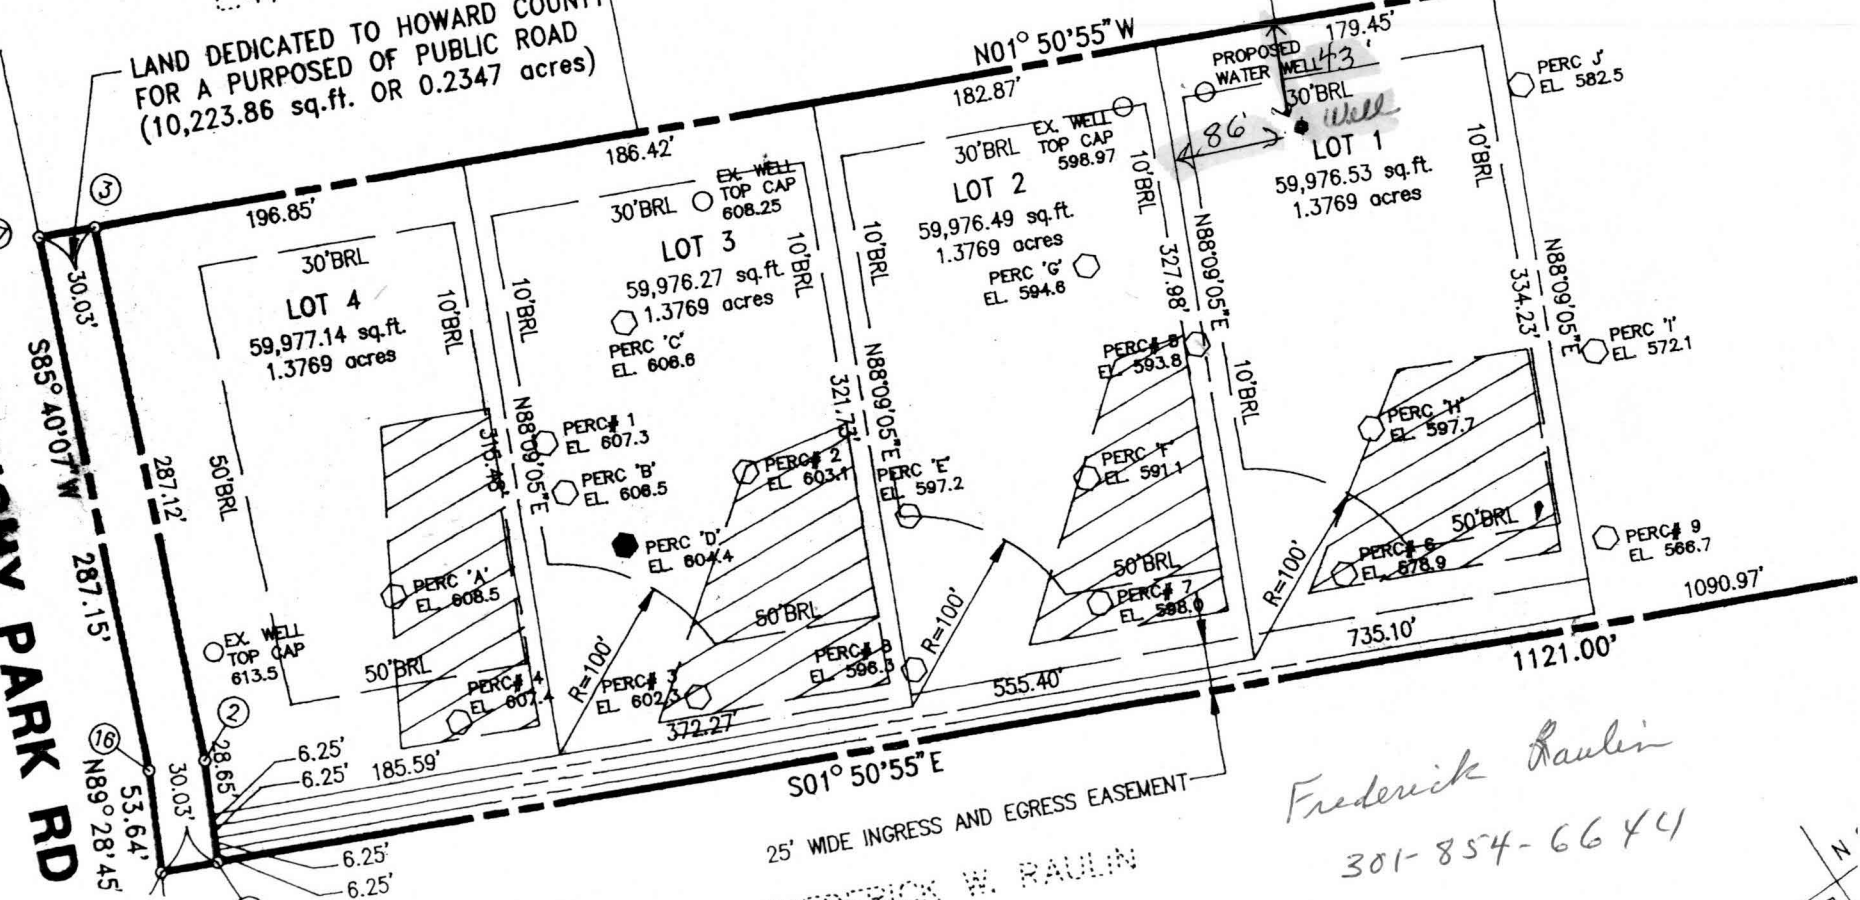 LAND DEDICATED TO HOWARD COUNTY
FOR A PURPOSED OF PUBLIC ROAD
(10,223.86 sq.ft. OR 0.2347 acres)
N01° 50'55" W
196.85'
186.42'
182.87'
179.45'
3
30.03'
S85° 40'07" W
287.15'
287.12'
PARK RD
16
2
N89° 28'45"
53.64'
30.03'
28.65'
6.25'
6.25'
6.25'
6.25'
30'BRL
LOT 4
59,977.14 sq.ft.
1.3769 acres
10'BRL
50'BRL
PERC 'A'
EL. 608.5
EX. WELL
TOP CAP
613.5
50'BRL
PERC# 4
EL. 607.4
185.59'
N88°09'05"E
EX. WELL
TOP CAP
608.25
30'BRL
LOT 3
59,976.27 sq.ft.
1.3769 acres
10'BRL
10'BRL
PERC 'C'
EL. 606.6
PERC# 1
EL 607.3
PERC 'B'
EL. 606.5
PERC# 2
EL 603.1
PERC 'D'
EL. 604.4
R=100'
50'BRL
PERC# 3
EL 602.3
PERC# 8
EL 596.3
372.27'
321.73'
N88°09'05"E
EX. WELL
TOP CAP
598.97
30'BRL
LOT 2
59,976.49 sq.ft.
1.3769 acres
10'BRL
10'BRL
PERC 'G'
EL. 594.6
PERC# 5
EL 593.8
PERC 'E'
EL. 597.2
PERC 'F'
EL. 591.1
R=100'
50'BRL
PERC# 7
EL 598.0
555.40'
327.98'
N88°09'05"E
PROPOSED
WATER WELL
43'
30'BRL
Well
86'
LOT 1
59,976.53 sq.ft.
1.3769 acres
10'BRL
10'BRL
PERC 'H'
EL. 597.7
50'BRL
PERC# 6
EL 578.9
R=100'
735.10'
334.23'
N88°09'05"E
PERC 'J'
EL 582.5
PERC 'I'
EL. 572.1
PERC# 9
EL 566.7
1090.97'
1121.00'
S01° 50'55" E
25' WIDE INGRESS AND EGRESS EASEMENT
W. RAULIN
Frederick Raulin
301-854-6644
N